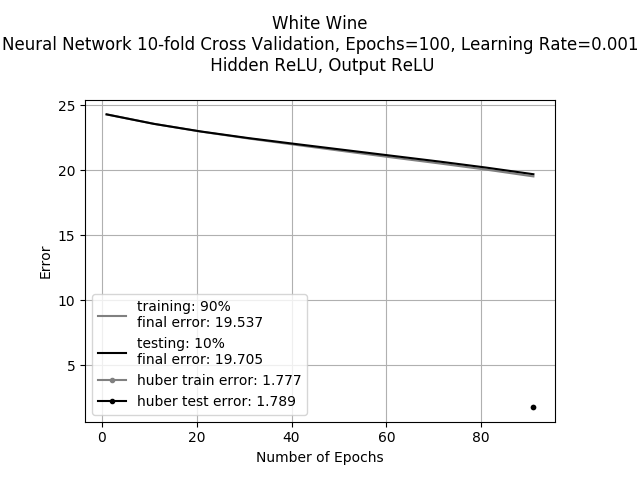 White Wine
Neural Network 10-fold Cross Validation, Epochs=100, Learning Rate=0.001
Hidden ReLU, Output ReLU
25
20
15
10
5
Error
training: 90%
final error: 19.537
testing: 10%
final error: 19.705
huber train error: 1.777
huber test error: 1.789
0
20
40
60
80
Number of Epochs